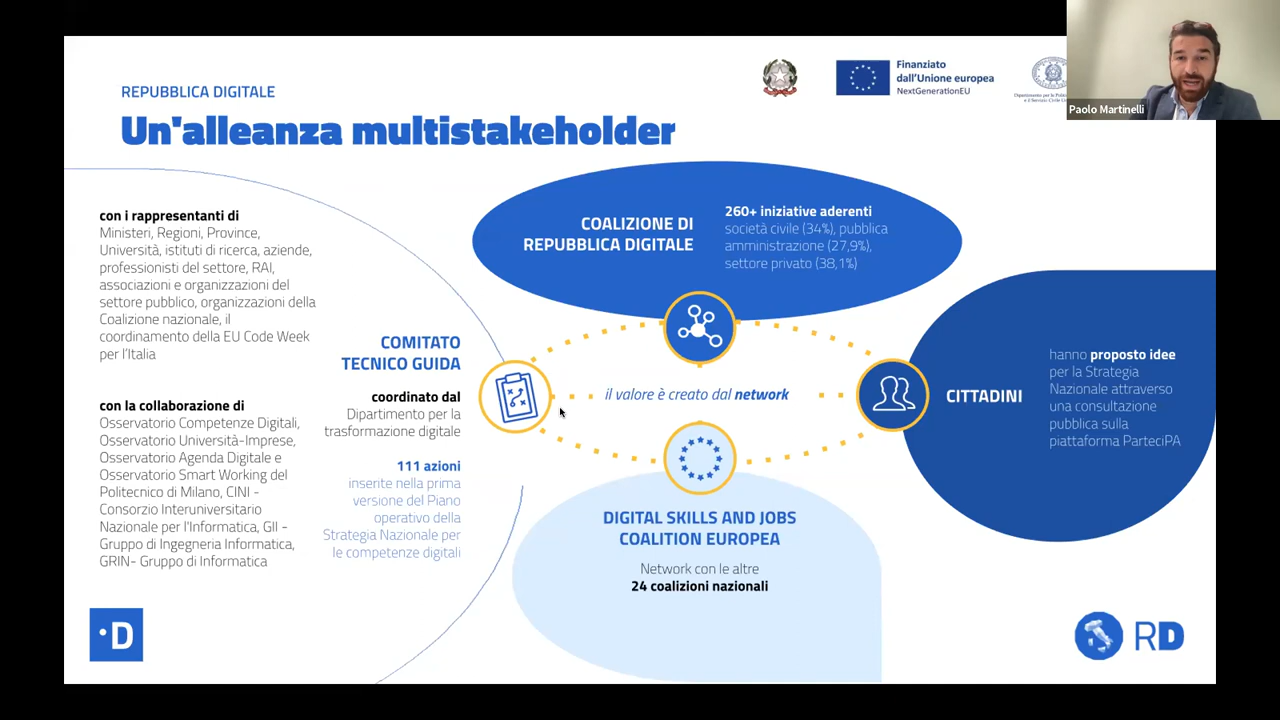 REPUBBLICA DIGITALE
Un'alleanza multistakeholder
Finanziato
dall'Unione europea
NextGenerationEU
Paolo Martinelli
con i rappresentanti di
Ministeri, Regioni, Province,
Università, istituti di ricerca, aziende,
professionisti del settore, RAI,
associazioni e organizzazioni del
settore pubblico, organizzazioni della
Coalizione nazionale, il
coordinamento della EU Code Week
per l'Italia
con la collaborazione di
Osservatorio Competenze Digitali,
Osservatorio Università-Imprese,
Osservatorio Agenda Digitale e
Osservatorio Smart Working del
Politecnico di Milano, CINI -
Consorzio Interuniversitario
Nazionale per l'Informatica, GII -
Gruppo di Ingegneria Informatica,
GRIN- Gruppo di Informatica
COMITATO
TECNICO GUIDA
coordinato dal
Dipartimento per la
trasformazione digitale
111 azioni
inserite nella prima
versione del Piano
operativo della
Strategia Nazionale per
le competenze digitali
COALIZIONE DI
REPUBBLICA DIGITALE
260+ iniziative aderenti
società civile (34%), pubblica
amministrazione (27,9%),
settore privato (38,1%)
il valore è creato dal network
CITTADINI
hanno proposto idee
per la Strategia
Nazionale attraverso
una consultazione
pubblica sulla
piattaforma ParteciPA
DIGITAL SKILLS AND JOBS
COALITION EUROPEA
Network con le altre
24 coalizioni nazionali
D
RD